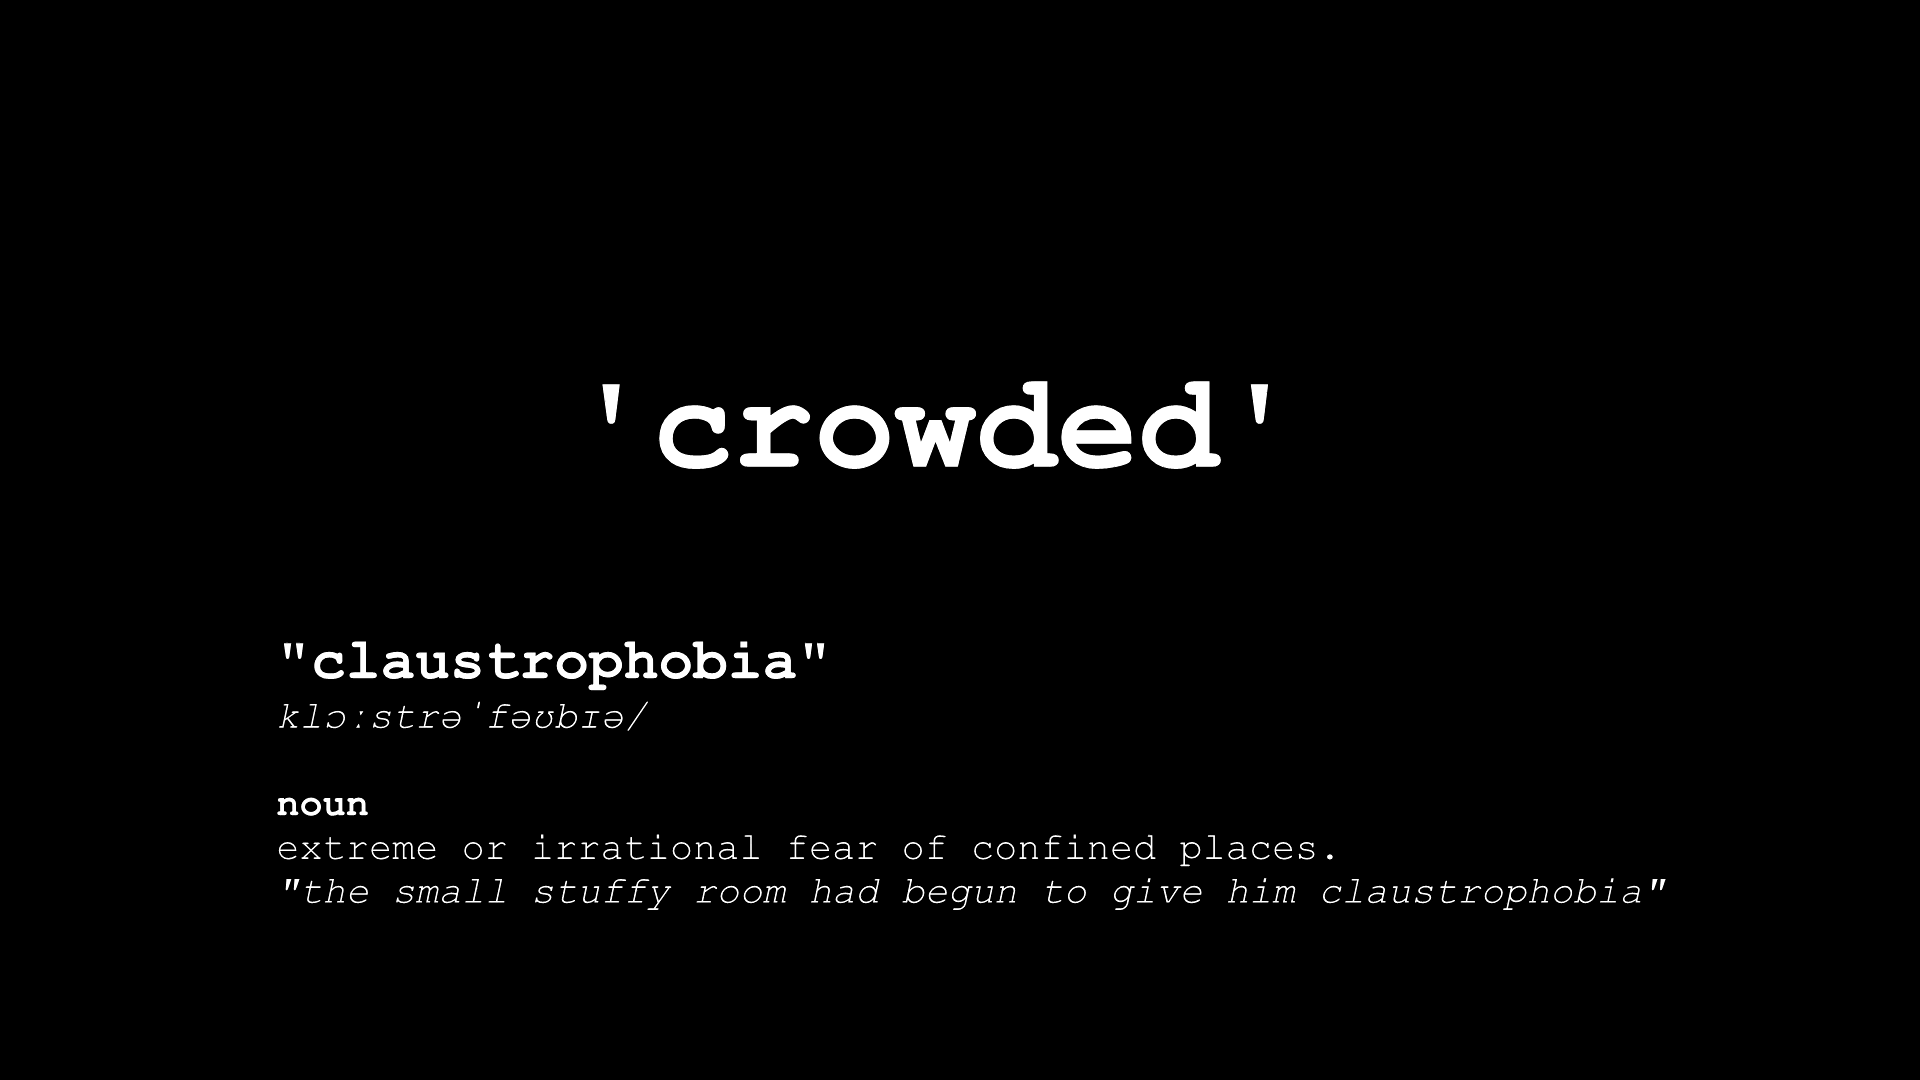 'crowded'
"claustrophobia"
klɔːstrəˈfəʊbɪə/
noun
extreme or irrational fear of confined places.
"the small stuffy room had begun to give him claustrophobia"